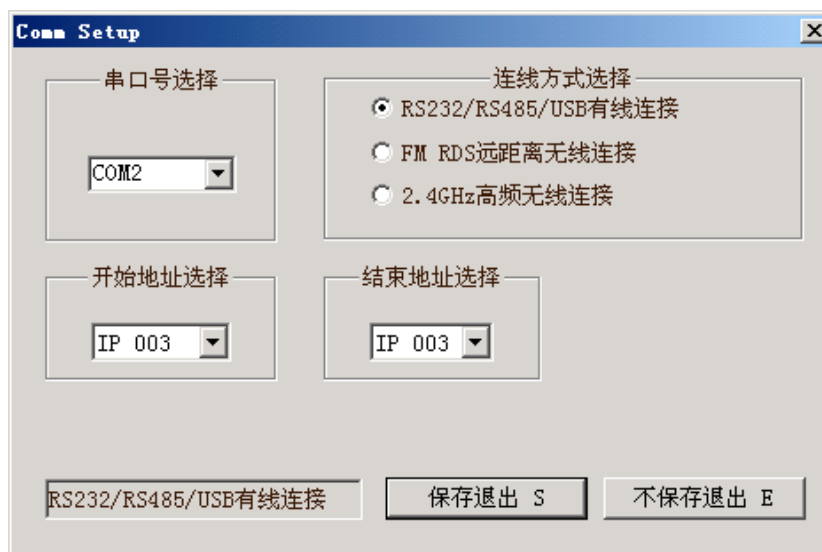 Comm Setup
串口号选择
连线方式选择
COM2
RS232/RS485/USB有线连接
FM RDS远距离无线连接
2.4GHz高频无线连接
开始地址选择
结束地址选择
IP 003
IP 003
RS232/RS485/USB有线连接
保存退出 S
不保存退出 E